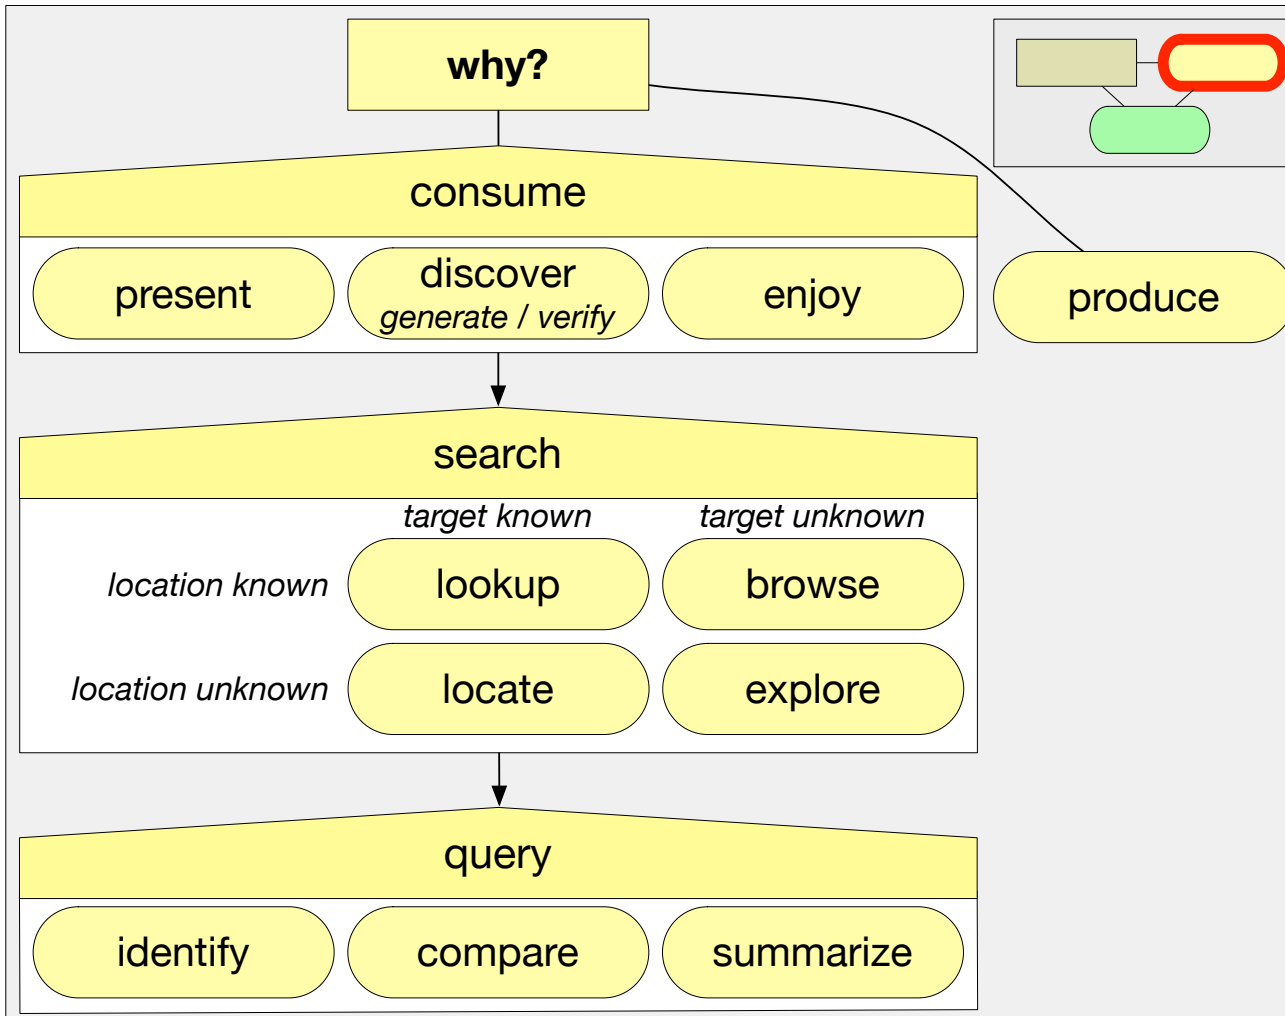 why?
consume
present
discover
generate / verify
enjoy
produce
search
target known
target unknown
location known
lookup
browse
location unknown
locate
explore
query
identify
compare
summarize